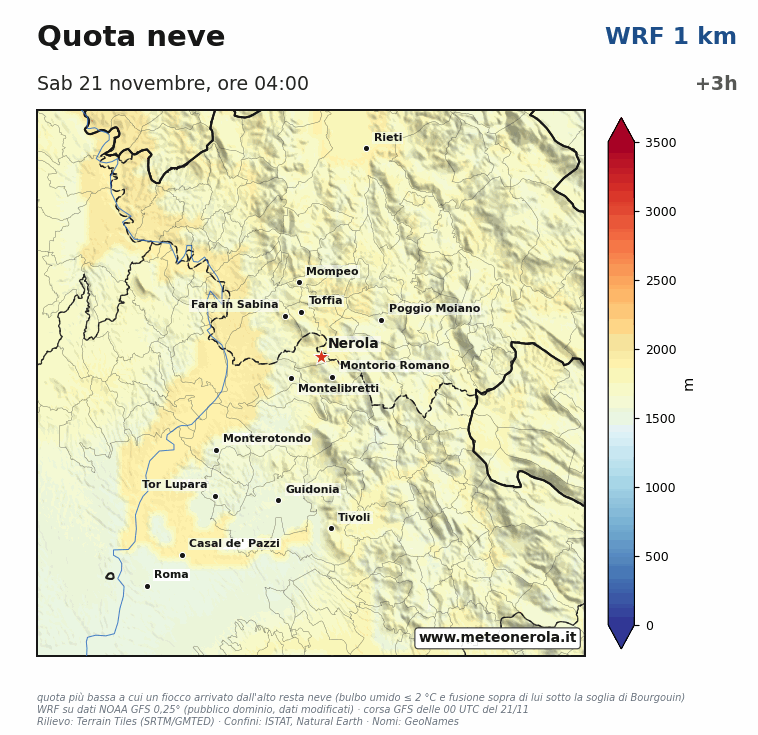 Quota neve
WRF 1 km
Sab 21 novembre, ore 04:00
+3h
Rieti
Mompeo
Toffia
Fara in Sabina
Poggio Moiano
Nerola
Montorio Romano
Montelibretti
Monterotondo
Tor Lupara
Guidonia
Tivoli
Casal de' Pazzi
Roma
www.meteonerola.it
3500
3000
2500
2000
1500
1000
500
0
m
quota più bassa a cui un fiocco arrivato dall'alto resta neve (bulbo umido ≤ 2 °C e fusione sopra di lui sotto la soglia di Bourgouin)
WRF su dati NOAA GFS 0,25° (pubblico dominio, dati modificati) · corsa GFS delle 00 UTC del 21/11
Rilievo: Terrain Tiles (SRTM/GMTED) · Confini: ISTAT, Natural Earth · Nomi: GeoNames